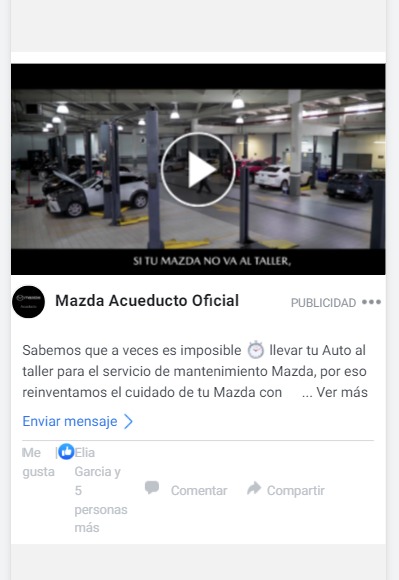 SI TU MAZDA NO VA AL TALLER,
Mazda Acueducto Oficial
PUBLICIDAD
Sabemos que a veces es imposible ⏱ llevar tu Auto al
taller para el servicio de mantenimiento Mazda, por eso
reinventamos el cuidado de tu Mazda con ... Ver más
Enviar mensaje
Me
gusta
Elia
García y
5
personas
más
Comentar
Compartir